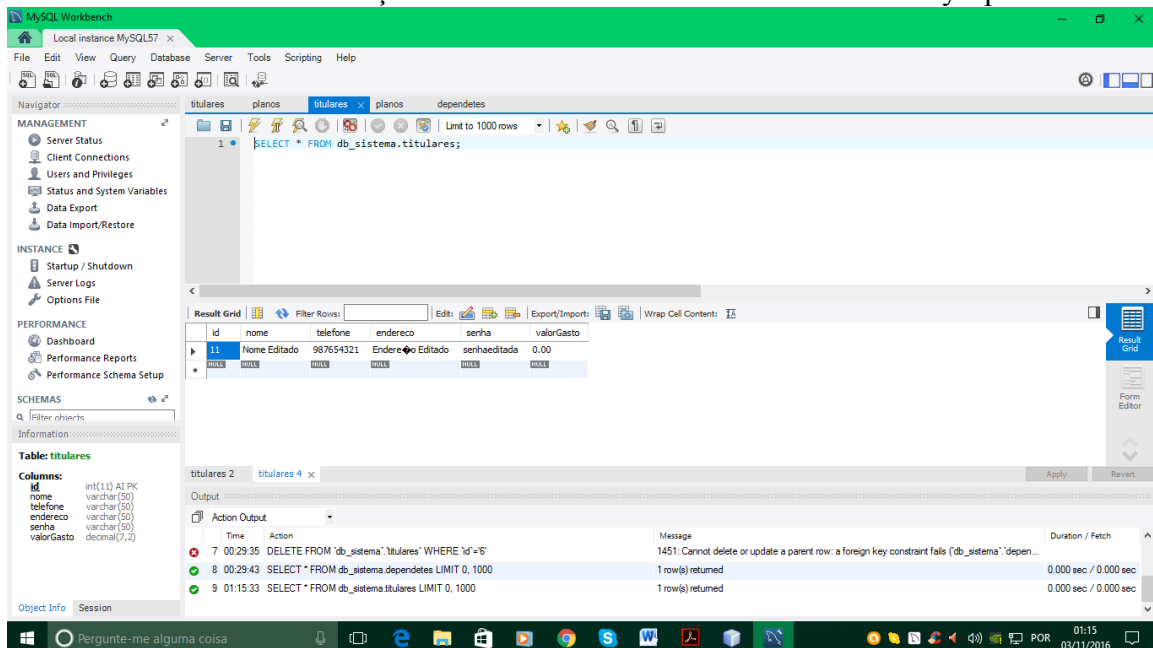 MySQL Workbench
Local instance MySQL57
File Edit View Query Database Server Tools Scripting Help
Navigator
MANAGEMENT
Server Status
Client Connections
Users and Privileges
Status and System Variables
Data Export
Data Import/Restore
INSTANCE
Startup / Shutdown
Server Logs
Options File
PERFORMANCE
Dashboard
Performance Reports
Performance Schema Setup
SCHEMAS
Filter objects
Information
Table: titulares
Columns:
id int(11) AI PK
nome varchar(50)
telefone varchar(50)
endereco varchar(50)
senha varchar(50)
valorGasto decimal(7,2)
Object Info Session
titulares planos titulares planos dependetes
Limit to 1000 rows
1 SELECT * FROM db_sistema.titulares;
Result Grid Filter Rows: Edit: Export/Import: Wrap Cell Content:
id nome telefone endereco senha valorGasto
11 Nome Editado 987654321 Endere�o Editado senhaeditada 0.00
NULL NULL NULL NULL NULL NULL
Result Grid
Form Editor
titulares 2 titulares 4
Apply Revert
Output
Action Output
Time Action Message Duration / Fetch
7 00:29:35 DELETE FROM `db_sistema`.`titulares` WHERE `id`='6' 1451: Cannot delete or update a parent row: a foreign key constraint fails (`db_sistema`.`depen...
8 00:29:43 SELECT * FROM db_sistema.dependetes LIMIT 0, 1000 1 row(s) returned 0.000 sec / 0.000 sec
9 01:15:33 SELECT * FROM db_sistema.titulares LIMIT 0, 1000 1 row(s) returned 0.000 sec / 0.000 sec
Pergunte-me alguma coisa
POR
01:15
03/11/2016